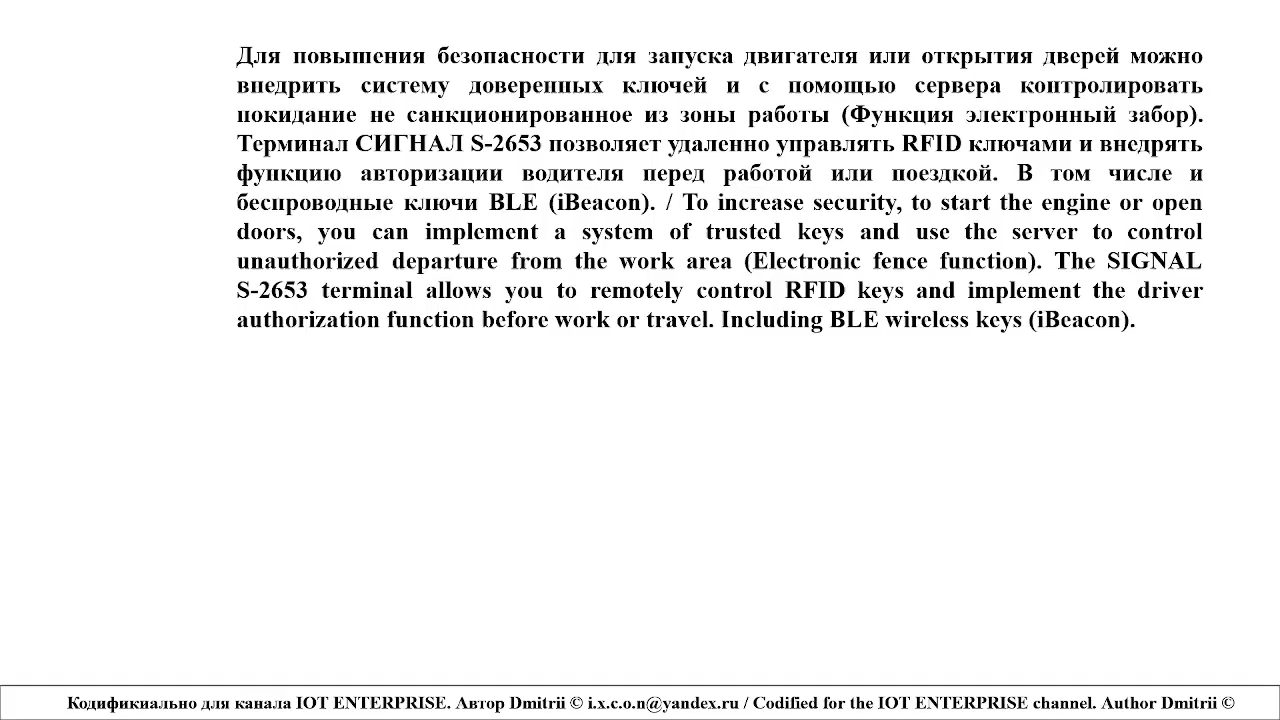 Для повышения безопасности для запуска двигателя или открытия дверей можно
внедрить систему доверенных ключей и с помощью сервера контролировать
покидание не санкционированное из зоны работы (Функция электронный забор).
Терминал СИГНАЛ S-2653 позволяет удаленно управлять RFID ключами и внедрять
функцию авторизации водителя перед работой или поездкой. В том числе и
беспроводные ключи BLE (iBeacon). / To increase security, to start the engine or open
doors, you can implement a system of trusted keys and use the server to control
unauthorized departure from the work area (Electronic fence function). The SIGNAL
S-2653 terminal allows you to remotely control RFID keys and implement the driver
authorization function before work or travel. Including BLE wireless keys (iBeacon).
Кодификиально для канала IOT ENTERPRISE. Автор Dmitrii © i.x.c.o.n@yandex.ru / Codified for the IOT ENTERPRISE channel. Author Dmitrii ©